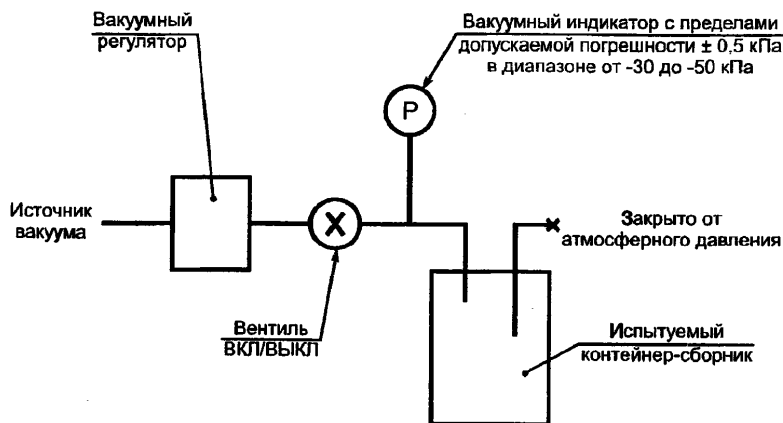 Вакуумный
регулятор
Вакуумный индикатор с пределами
допускаемой погрешности ± 0,5 кПа
в диапазоне от -30 до -50 кПа
P
Источник
вакуума
X
Закрыто от
атмосферного давления
Вентиль
ВКЛ/ВЫКЛ
Испытуемый
контейнер-сборник